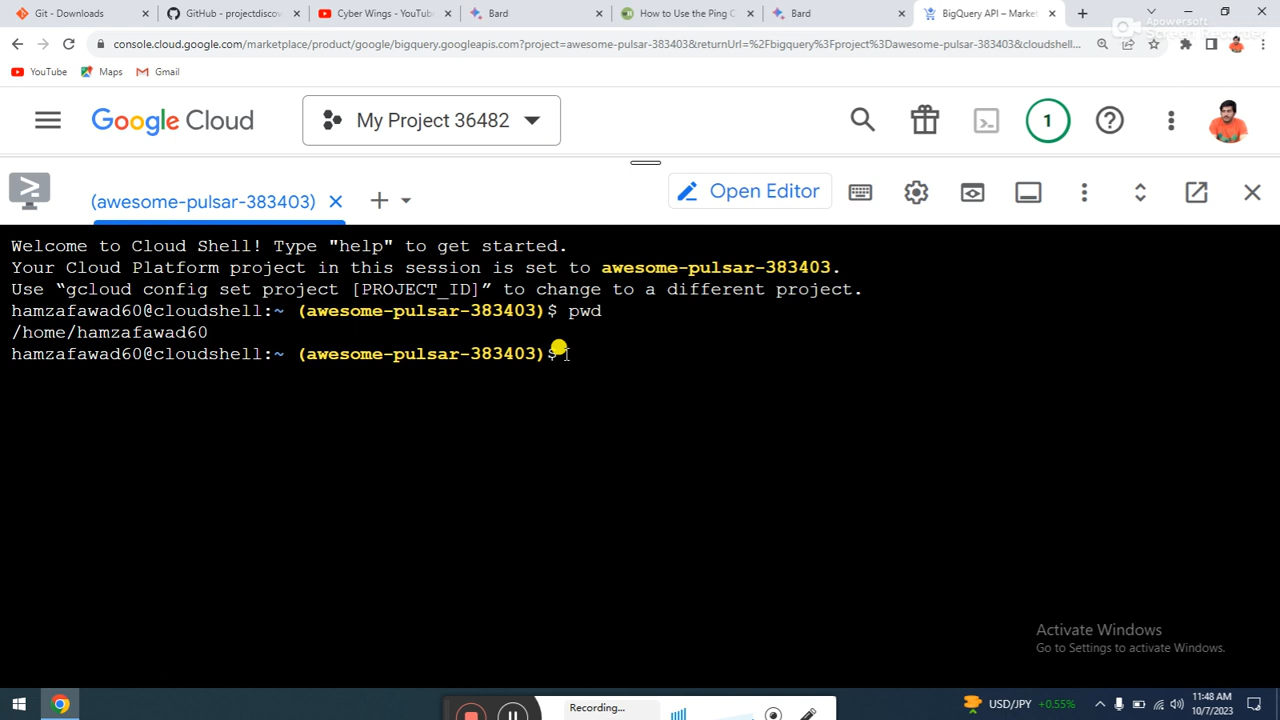 Git - Downloads
GitHub - projectdiscov
Cyber Wings - YouTube
Bard
How to Use the Ping C
Bard
BigQuery API – Market
console.cloud.google.com/marketplace/product/google/bigquery.googleapis.com?project=awesome-pulsar-383403&returnUrl=%2Fbigquery%3Fproject%3Dawesome-pulsar-383403&cloudshell...
Apowersoft
Screen Recorder
YouTube
Maps
Gmail
Google Cloud
My Project 36482
1
(awesome-pulsar-383403)
Open Editor
Welcome to Cloud Shell! Type "help" to get started.
Your Cloud Platform project in this session is set to awesome-pulsar-383403.
Use “gcloud config set project [PROJECT_ID]” to change to a different project.
hamzafawad60@cloudshell:~ (awesome-pulsar-383403)$ pwd
/home/hamzafawad60
hamzafawad60@cloudshell:~ (awesome-pulsar-383403)$
Activate Windows
Go to Settings to activate Windows.
Recording...
USD/JPY +0.55%
11:48 AM
10/7/2023